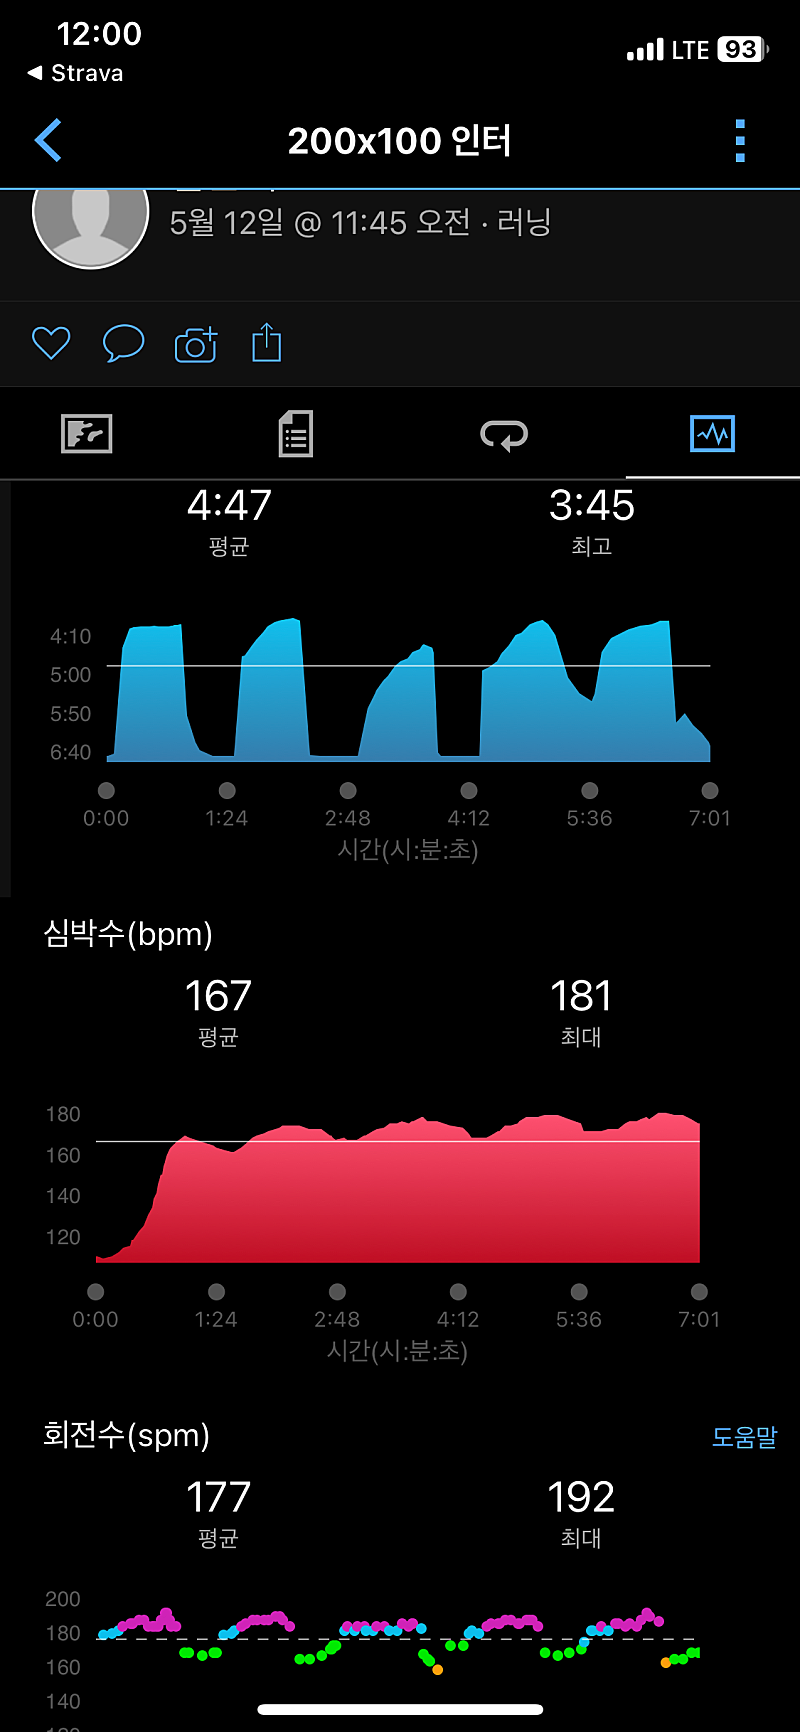 12:00
LTE 93
◀ Strava
200x100 인터
5월 12일 @ 11:45 오전 · 러닝
4:47 3:45
평균 최고
4:10
5:00
5:50
6:40
0:00 1:24 2:48 4:12 5:36 7:01
시간(시:분:초)
심박수(bpm)
167 181
평균 최대
180
160
140
120
0:00 1:24 2:48 4:12 5:36 7:01
시간(시:분:초)
회전수(spm) 도움말
177 192
평균 최대
200
180
160
140